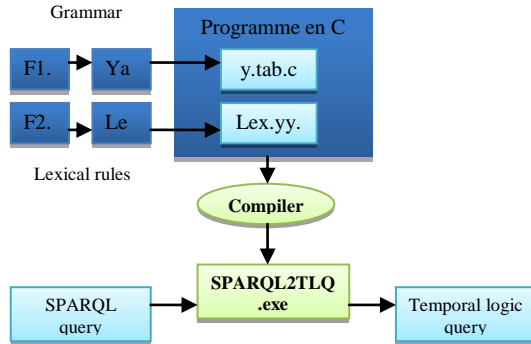 Grammar
Programme en C
F1.
Ya
y.tab.c
F2.
Le
Lex.yy.
Lexical rules
Compiler
SPARQL2TLQ
.exe
SPARQL
query
Temporal logic
query